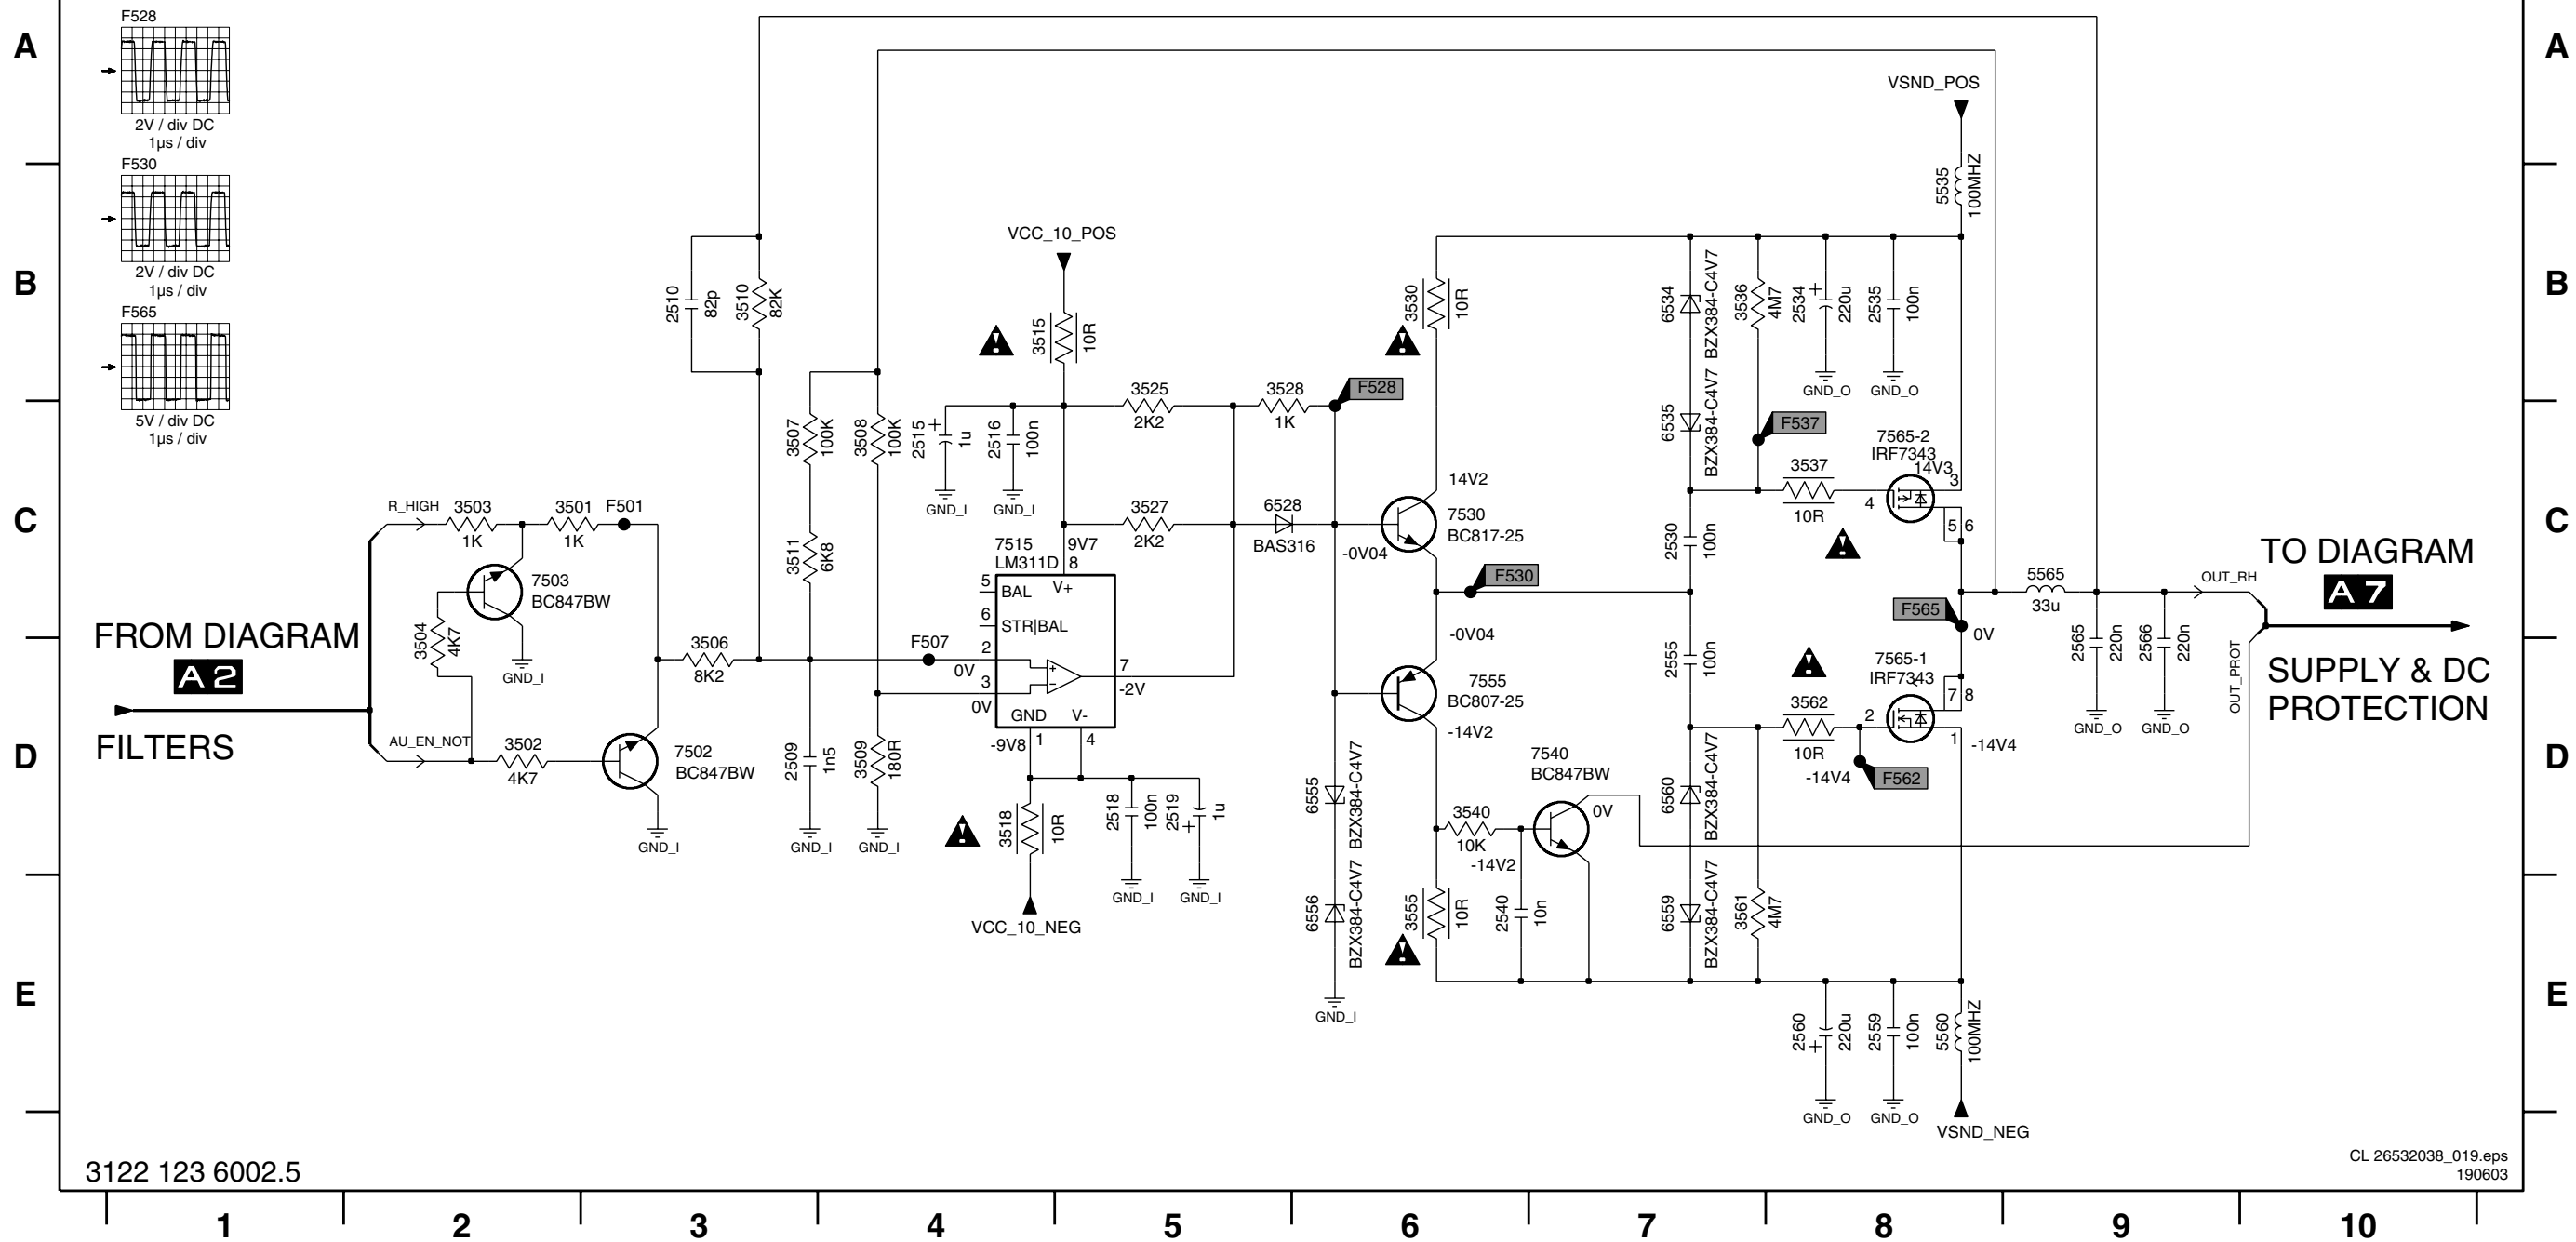 A
A
F528
2V / div DC
1µs / div
F530
2V / div DC
1µs / div
F565
5V / div DC
1µs / div
VSND_POS
5535
100MHZ
VCC_10_POS
B
B
2510
82p
3510
82K
3515
10R
3530
10R
6534
BZX384-C4V7
3536
4M7
2534
+
220u
2535
100n
GND_O
GND_O
3525
2K2
3528
1K
F528
3507
100K
3508
100K
2515
+
1u
2516
100n
6535
BZX384-C4V7
F537
7565-2
IRF7343
14V3
3
3537
10R
4
5
6
GND_I
GND_I
14V2
C
C
R_HIGH
3503
1K
3501
1K
F501
3511
6K8
3527
2K2
6528
BAS316
7530
BC817-25
-0V04
2530
100n
7515
LM311D
9V7
8
5
BAL
V+
6
STR|BAL
2
0V
3
0V
7
-2V
GND
V-
-9V8
1
4
7503
BC847BW
F530
TO DIAGRAM
A 7
5565
33u
OUT_RH
F565
0V
FROM DIAGRAM
A 2
FILTERS
3504
4K7
GND_I
3506
8K2
F507
-0V04
2555
100n
7565-1
IRF7343
7
8
2565
220n
2566
220n
OUT_PROT
SUPPLY & DC
PROTECTION
7555
BC807-25
-14V2
3562
10R
2
1
-14V4
-14V4
F562
GND_O
GND_O
D
D
AU_EN_NOT
3502
4K7
7502
BC847BW
2509
1n5
3509
180R
3518
10R
2518
100n
2519
+
1u
6555
BZX384-C4V7
7540
BC847BW
0V
3540
10K
-14V2
6560
BZX384-C4V7
GND_I
GND_I
GND_I
GND_I
GND_I
VCC_10_NEG
6556
BZX384-C4V7
3555
10R
2540
10n
6559
BZX384-C4V7
3561
4M7
E
E
GND_I
2560
+
220u
2559
100n
5560
100MHZ
GND_O
GND_O
VSND_NEG
3122 123 6002.5
CL 26532038_019.eps
190603
1
2
3
4
5
6
7
8
9
10